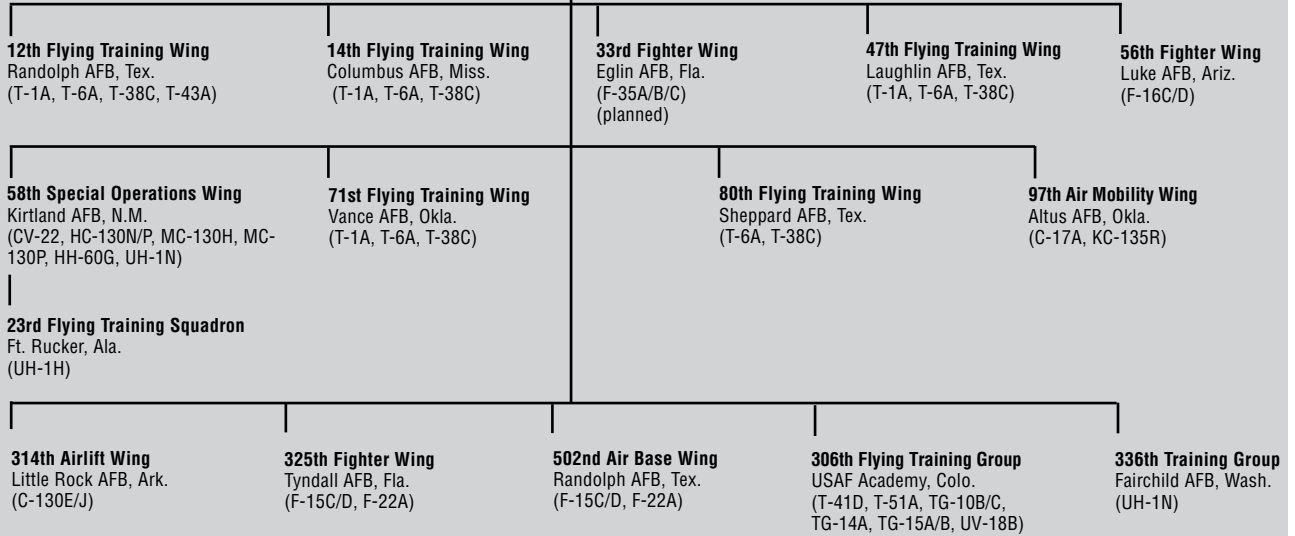 12th Flying Training Wing
Randolph AFB, Tex.
(T-1A, T-6A, T-38C, T-43A)
14th Flying Training Wing
Columbus AFB, Miss.
(T-1A, T-6A, T-38C)
33rd Fighter Wing
Eglin AFB, Fla.
(F-35A/B/C)
(planned)
47th Flying Training Wing
Laughlin AFB, Tex.
(T-1A, T-6A, T-38C)
56th Fighter Wing
Luke AFB, Ariz.
(F-16C/D)
58th Special Operations Wing
Kirtland AFB, N.M.
(CV-22, HC-130N/P, MC-130H, MC-
130P, HH-60G, UH-1N)
71st Flying Training Wing
Vance AFB, Okla.
(T-1A, T-6A, T-38C)
80th Flying Training Wing
Sheppard AFB, Tex.
(T-6A, T-38C)
97th Air Mobility Wing
Altus AFB, Okla.
(C-17A, KC-135R)
23rd Flying Training Squadron
Ft. Rucker, Ala.
(UH-1H)
314th Airlift Wing
Little Rock AFB, Ark.
(C-130E/J)
325th Fighter Wing
Tyndall AFB, Fla.
(F-15C/D, F-22A)
502nd Air Base Wing
Randolph AFB, Tex.
(F-15C/D, F-22A)
306th Flying Training Group
USAF Academy, Colo.
(T-41D, T-51A, TG-10B/C,
TG-14A, TG-15A/B, UV-18B)
336th Training Group
Fairchild AFB, Wash.
(UH-1N)